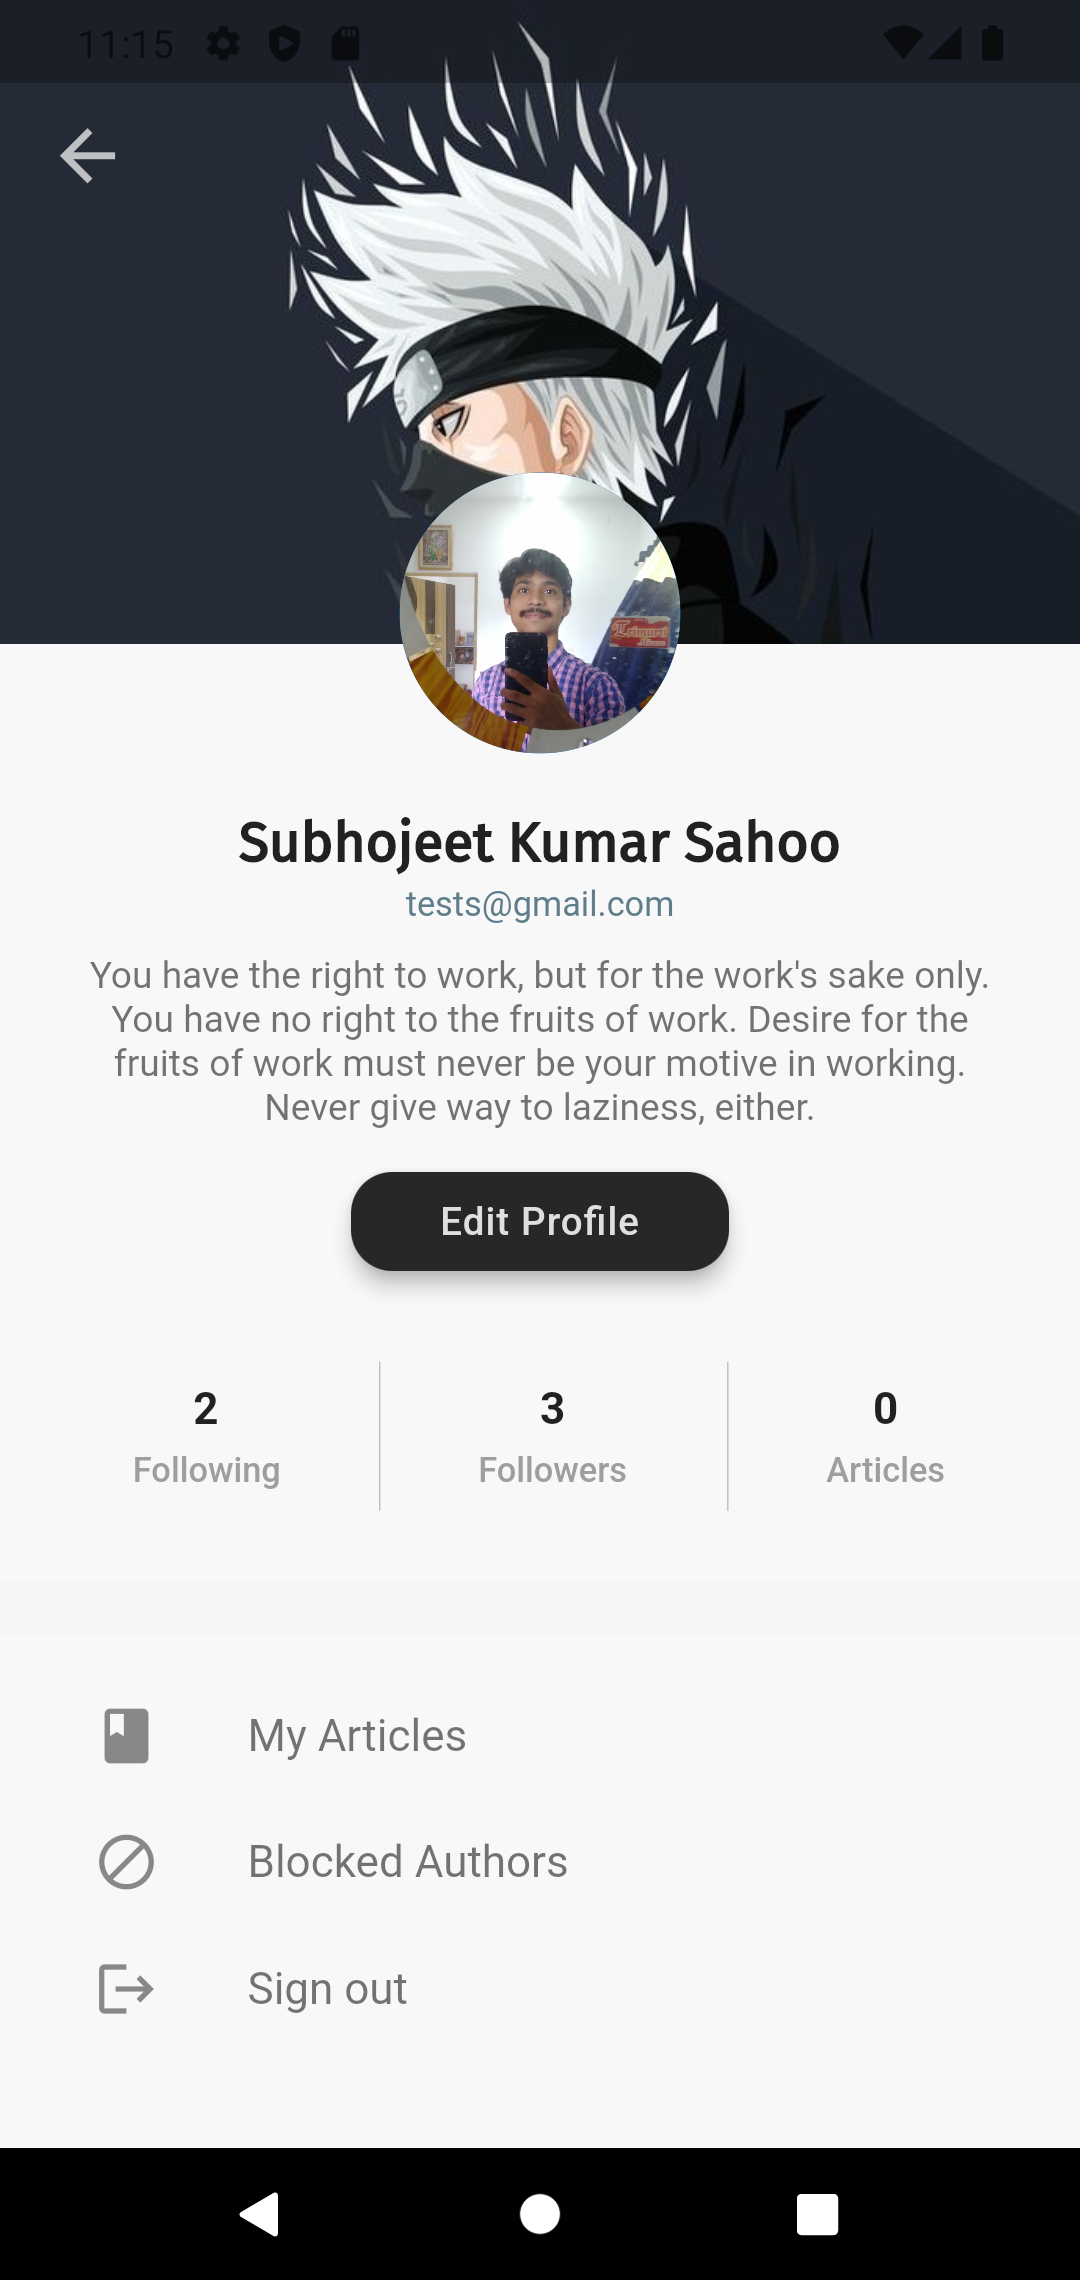 11:15
Trimurti
Subhojeet Kumar Sahoo
tests@gmail.com
You have the right to work, but for the work's sake only.
You have no right to the fruits of work. Desire for the
fruits of work must never be your motive in working.
Never give way to laziness, either.
Edit Profile
2 3 0
Following Followers Articles
My Articles
Blocked Authors
Sign out